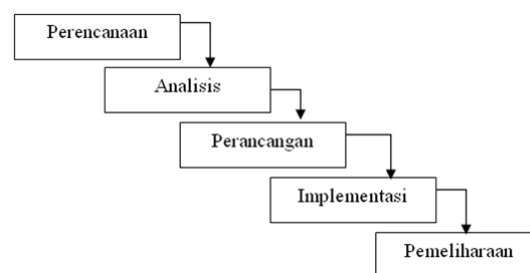 Perencanaan
Analisis
Perancangan
Implementasi
Pemeliharaan